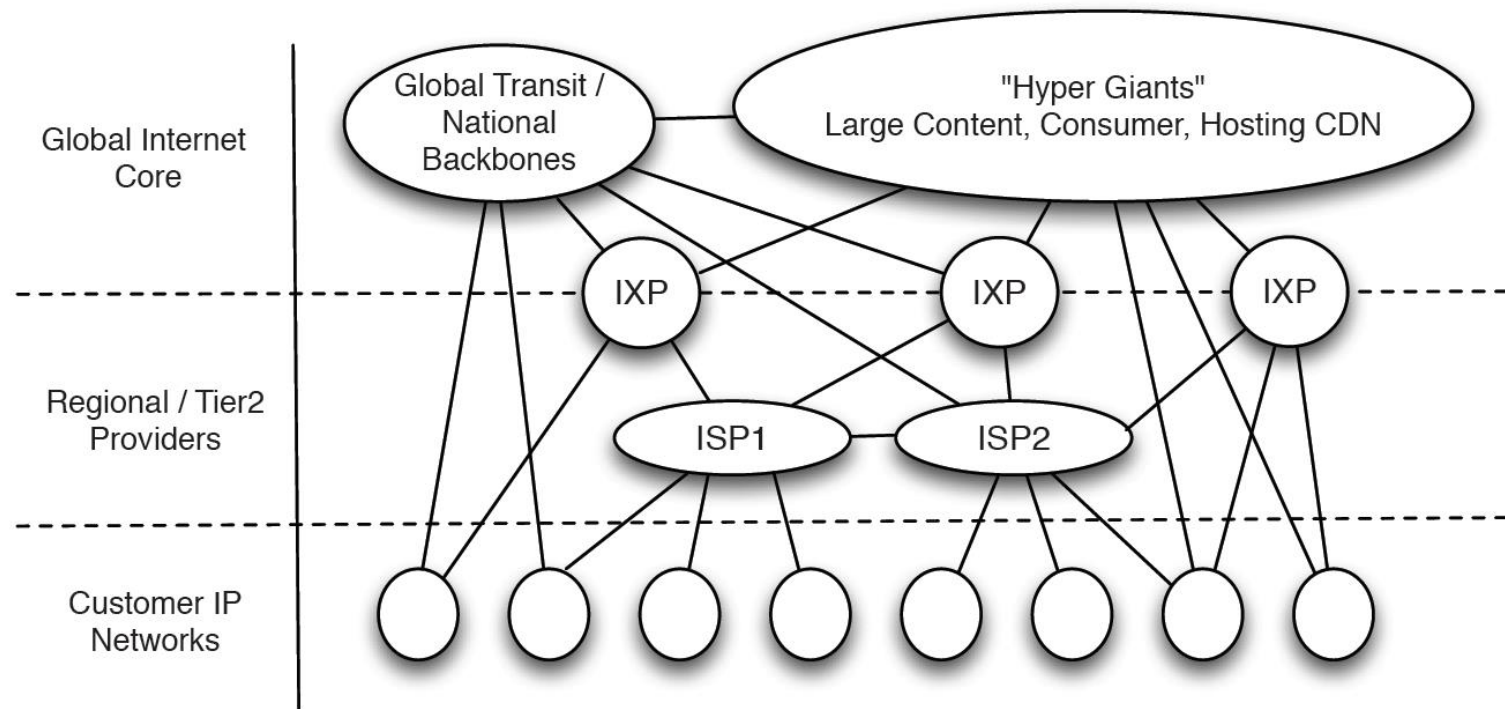 Global Internet
Core
Global Transit /
National
Backbones
"Hyper Giants"
Large Content, Consumer, Hosting CDN
IXP
IXP
IXP
Regional / Tier2
Providers
ISP1
ISP2
Customer IP
Networks